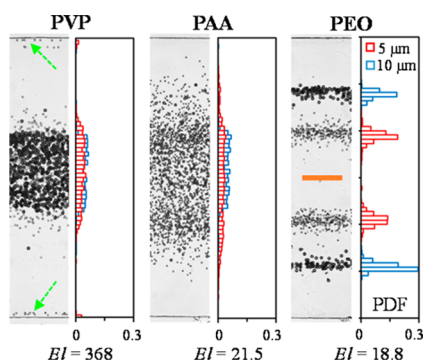 PVP PAA PEO
5 μm
10 μm
PDF
0 0.3 0 0.3 0 0.3
El = 368 El = 21.5 El = 18.8